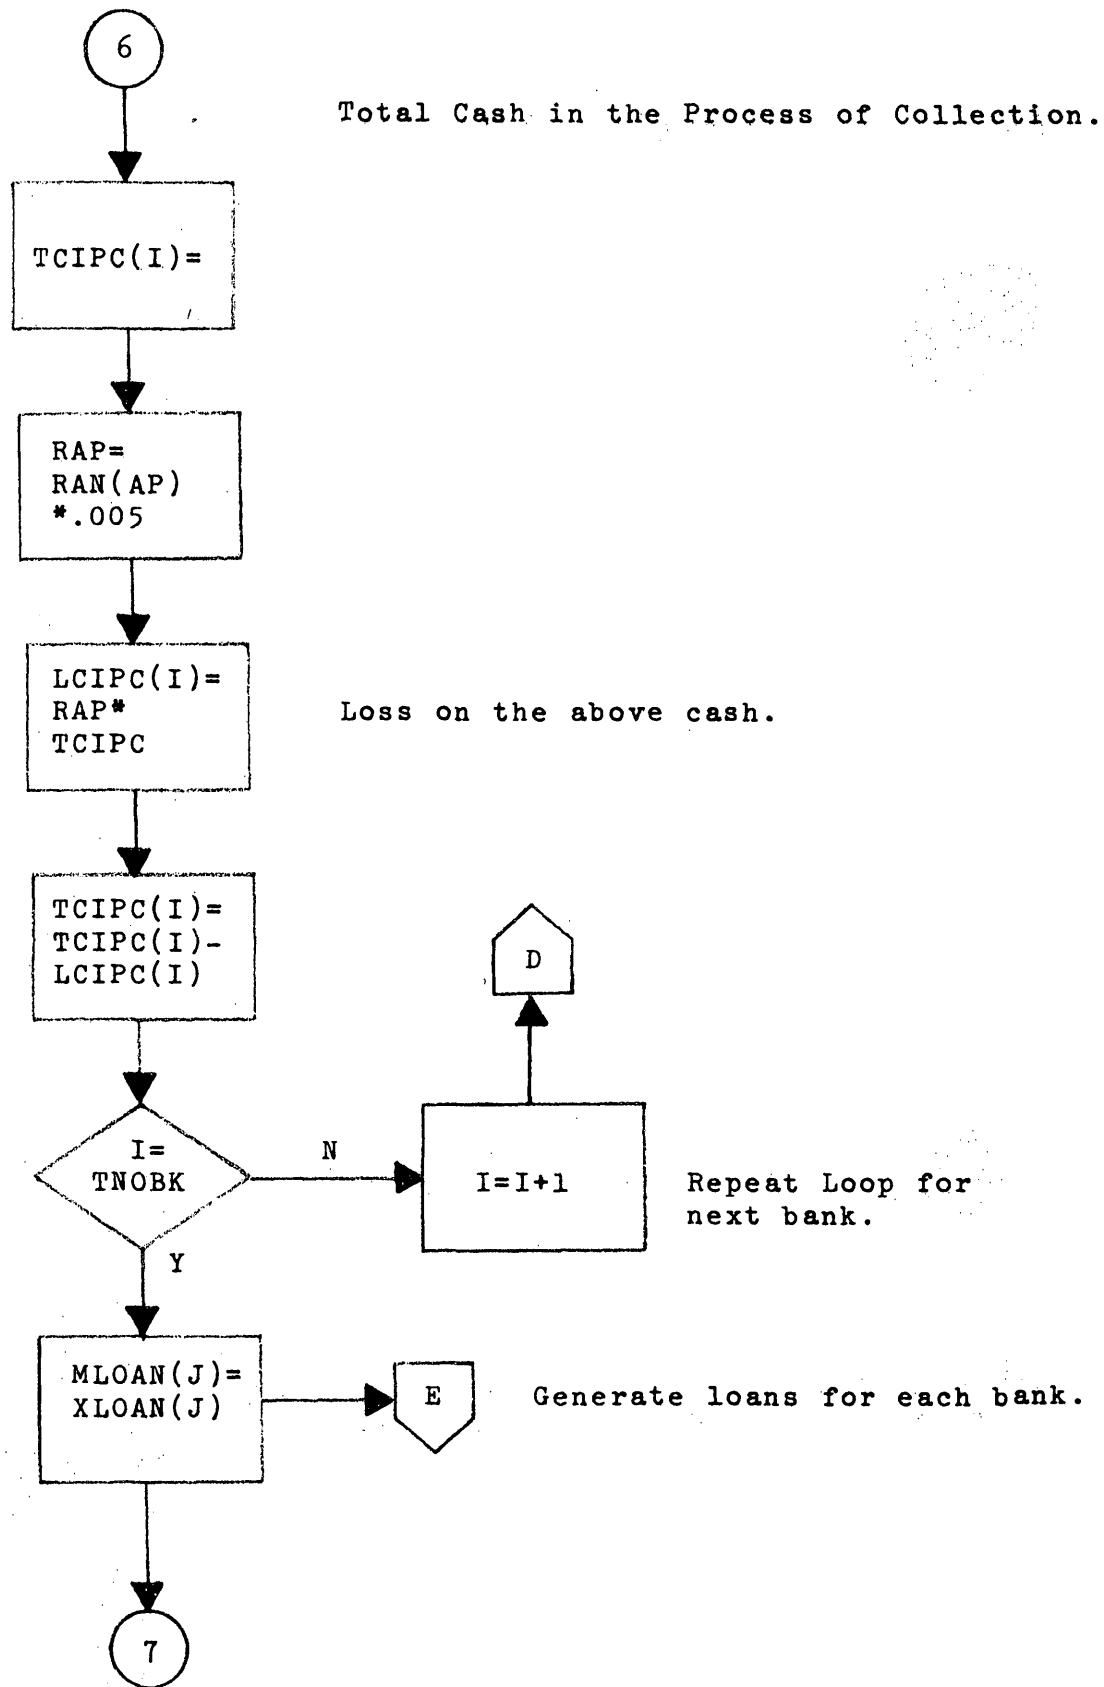 6
Total Cash in the Process of Collection.
TCIPC(I)=
RAP=
RAN(AP)
*.005
LCIPC(I)=
RAP*
TCIPC
Loss on the above cash.
TCIPC(I)=
TCIPC(I)-
LCIPC(I)
D
I=
TNOBK
N
I=I+1
Repeat Loop for
next bank.
Y
MLOAN(J)=
XLOAN(J)
E
Generate loans for each bank.
7